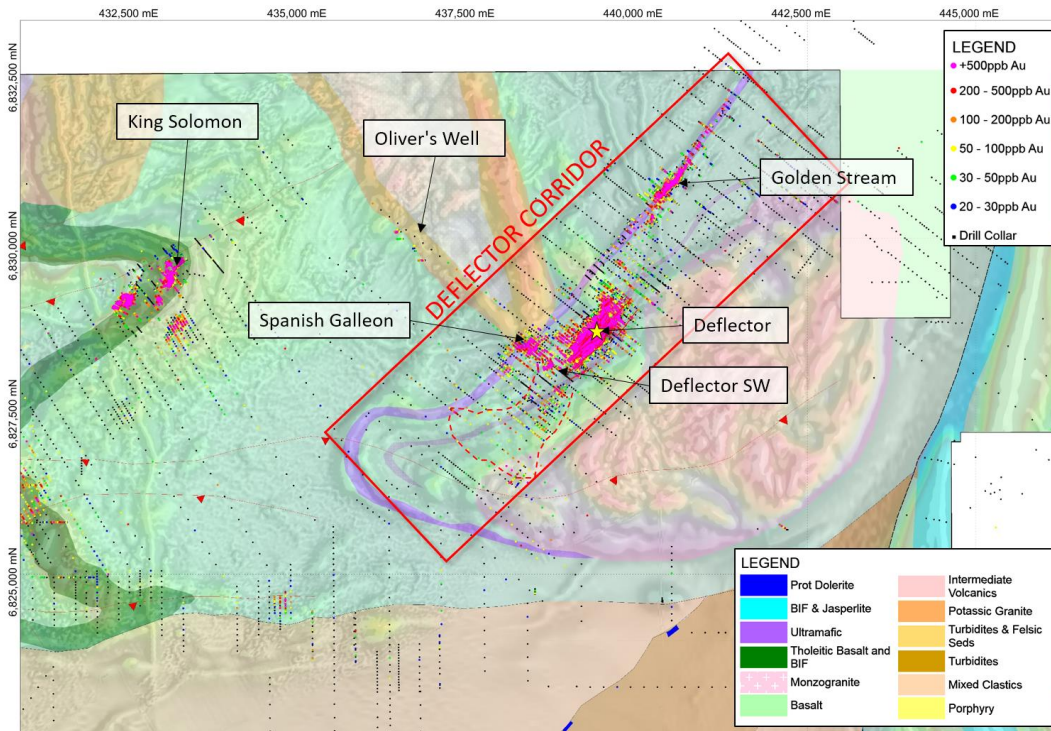 432,500 mE
435,000 mE
437,500 mE
440,000 mE
442,500 mE
445,000 mE
6,832,500 mN
6,830,000 mN
6,827,500 mN
6,825,000 mN
King Solomon
Oliver's Well
DEFLECTOR CORRIDOR
Golden Stream
Spanish Galleon
Deflector
Deflector SW
LEGEND
+500ppb Au
200 - 500ppb Au
100 - 200ppb Au
50 - 100ppb Au
30 - 50ppb Au
20 - 30ppb Au
Drill Collar
LEGEND
Prot Dolerite
BIF & Jasperlite
Ultramafic
Tholeitic Basalt and
BIF
Monzogranite
Basalt
Intermediate
Volcanics
Potassic Granite
Turbidites & Felsic
Seds
Turbidites
Mixed Clastics
Porphyry